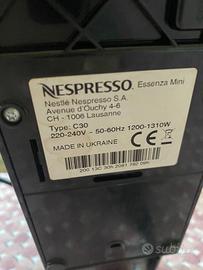 NESPRESSO, Essenza Mini
Nestlé Nespresso S.A.
Avenue d'Ouchy 4-6
CH - 1006 Lausanne
Type: C30
220-240V ~ 50-60Hz 1200-1310W
MADE IN UKRAINE
subito